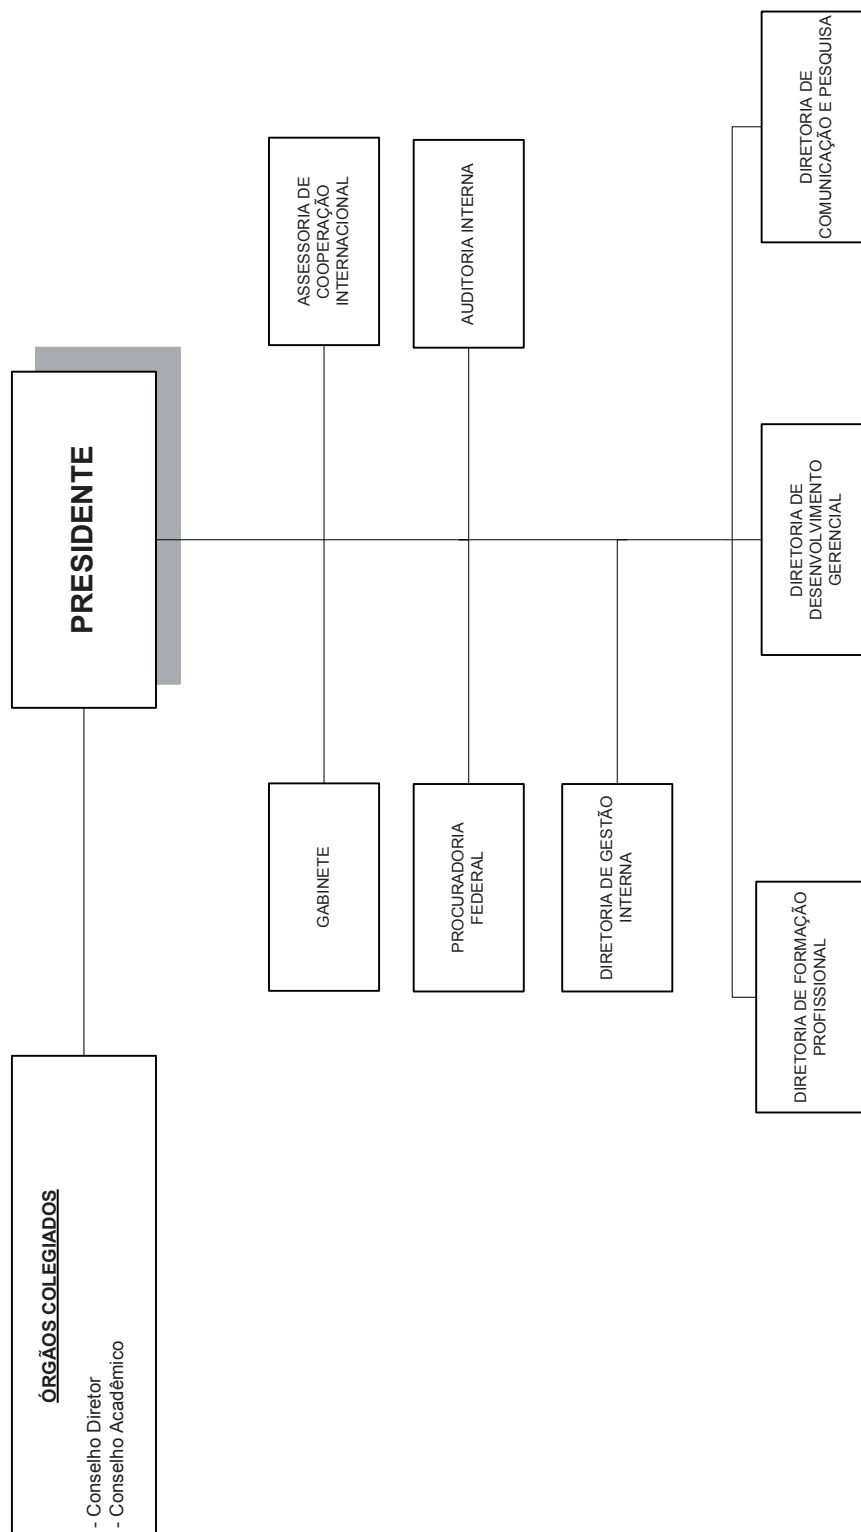 ÓRGÃOS COLEGIADOS
- Conselho Diretor
- Conselho Acadêmico
PRESIDENTE
GABINETE
ASSESSORIA DE
COOPERAÇÃO
INTERNACIONAL
PROCURADORIA
FEDERAL
AUDITORIA INTERNA
DIRETORIA DE GESTÃO
INTERNA
DIRETORIA DE FORMAÇÃO
PROFISSIONAL
DIRETORIA DE
DESENVOLVIMENTO
GERENCIAL
DIRETORIA DE
COMUNICAÇÃO E PESQUISA